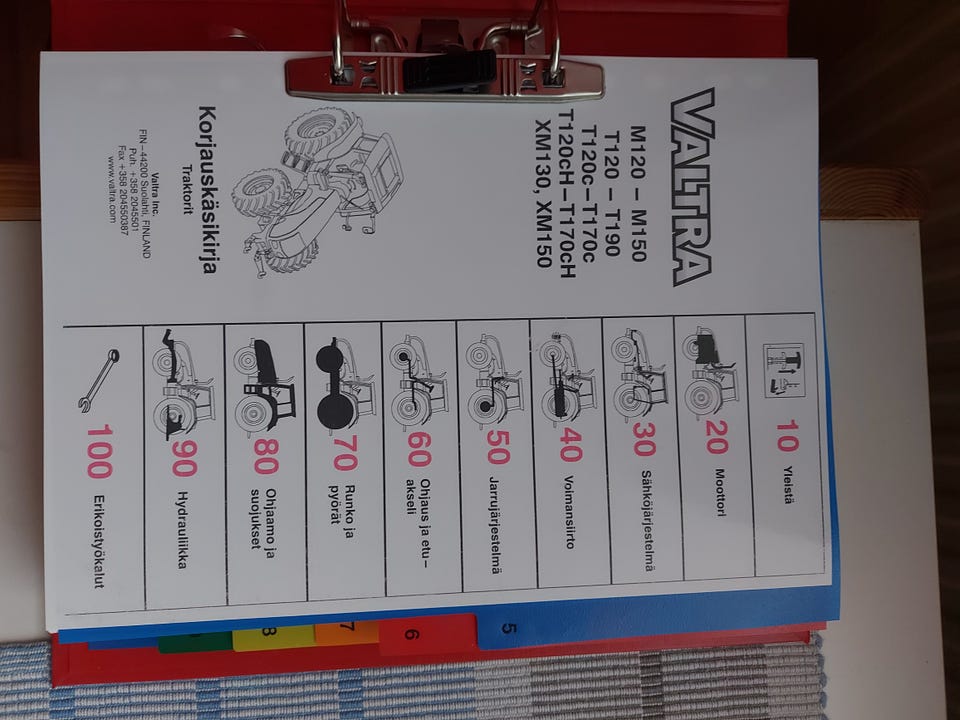 VALTRA
M120 – M150
T120 – T190
T120c–T170c
T120cH–T170cH
XM130, XM150
Korjauskäsikirja
Traktorit
Valtra Inc.
FIN–44200 Suolahti, FINLAND
Puh. +358 2045501
Fax +358 204550387
www.valtra.com
10 Yleistä
20 Moottori
30 Sähköjärjestelmä
40 Voimansiirto
50 Jarrujärjestelmä
60 Ohjaus ja etu–
akseli
70 Runko ja
pyörät
80 Ohjaamo ja
suojukset
90 Hydrauliikka
100 Erikoistyökalut
5
6
7
8